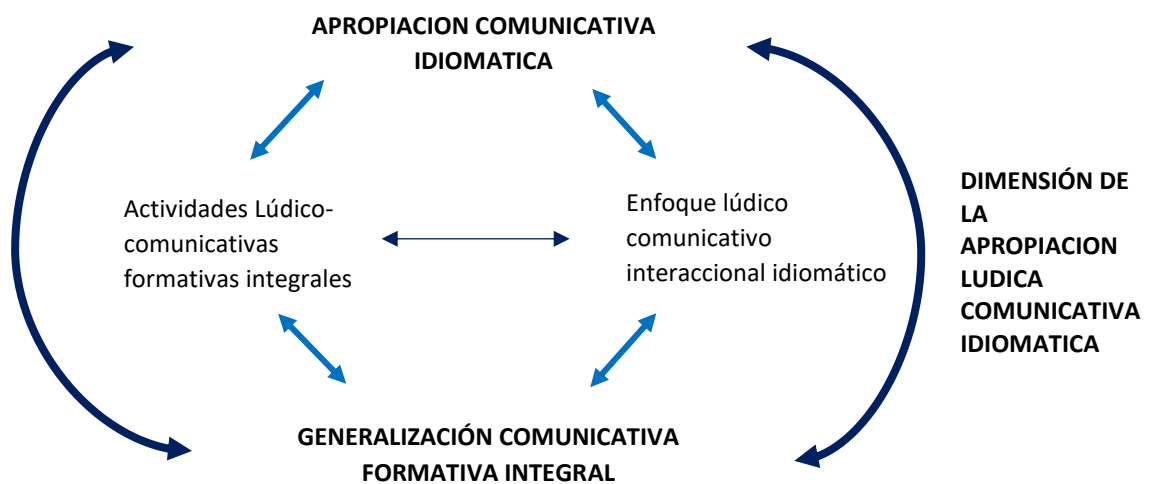 APROPIACION COMUNICATIVA
IDIOMATICA
Actividades Lúdico-
comunicativas
formativas integrales
Enfoque lúdico
comunicativo
interaccional idiomático
DIMENSIÓN DE
LA
APROPIACION
LUDICA
COMUNICATIVA
IDIOMATICA
GENERALIZACIÓN COMUNICATIVA
FORMATIVA INTEGRAL